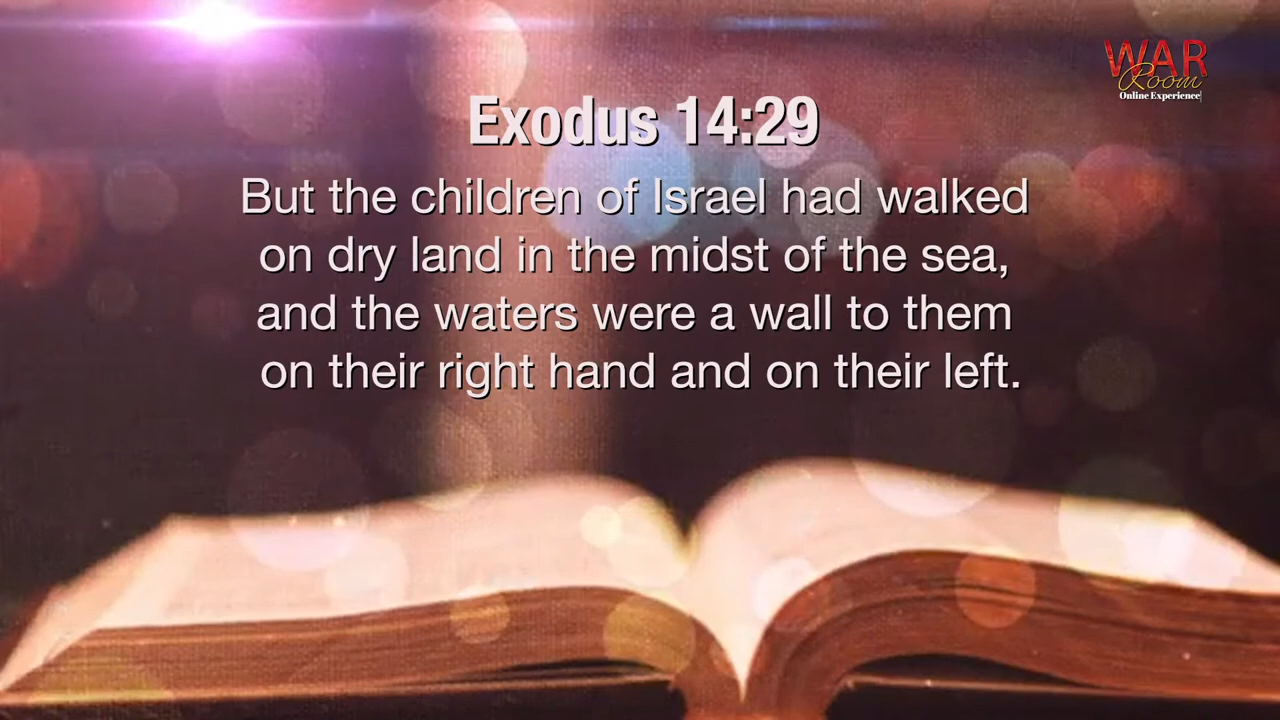 WAR
Room
Online Experience
Exodus 14:29
But the children of Israel had walked
on dry land in the midst of the sea,
and the waters were a wall to them
on their right hand and on their left.